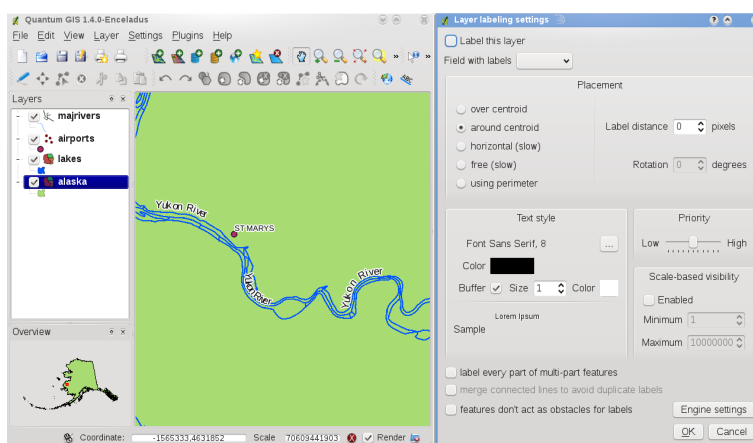 Quantum GIS 1.4.0-Enceladus
File Edit View Layer Settings Plugins Help
Layers
majrivers
airports
lakes
alaska
Yukon River
ST MARYS
Yukon River
Yukon River
Overview
Coordinate: -1565333,4631852 Scale 70609441903 Render
Layer labeling settings
Label this layer
Field with labels
Placement
over centroid
around centroid
horizontal (slow)
free (slow)
using perimeter
Label distance 0 pixels
Rotation 0 degrees
Text style
Font Sans Serif, 8 ...
Color
Buffer Size 1 Color
Lorem Ipsum
Sample
Priority
Low High
Scale-based visibility
Enabled
Minimum 1
Maximum 10000000
label every part of multi-part features
merge connected lines to avoid duplicate labels
features don't act as obstacles for labels
Engine settings
OK Cancel